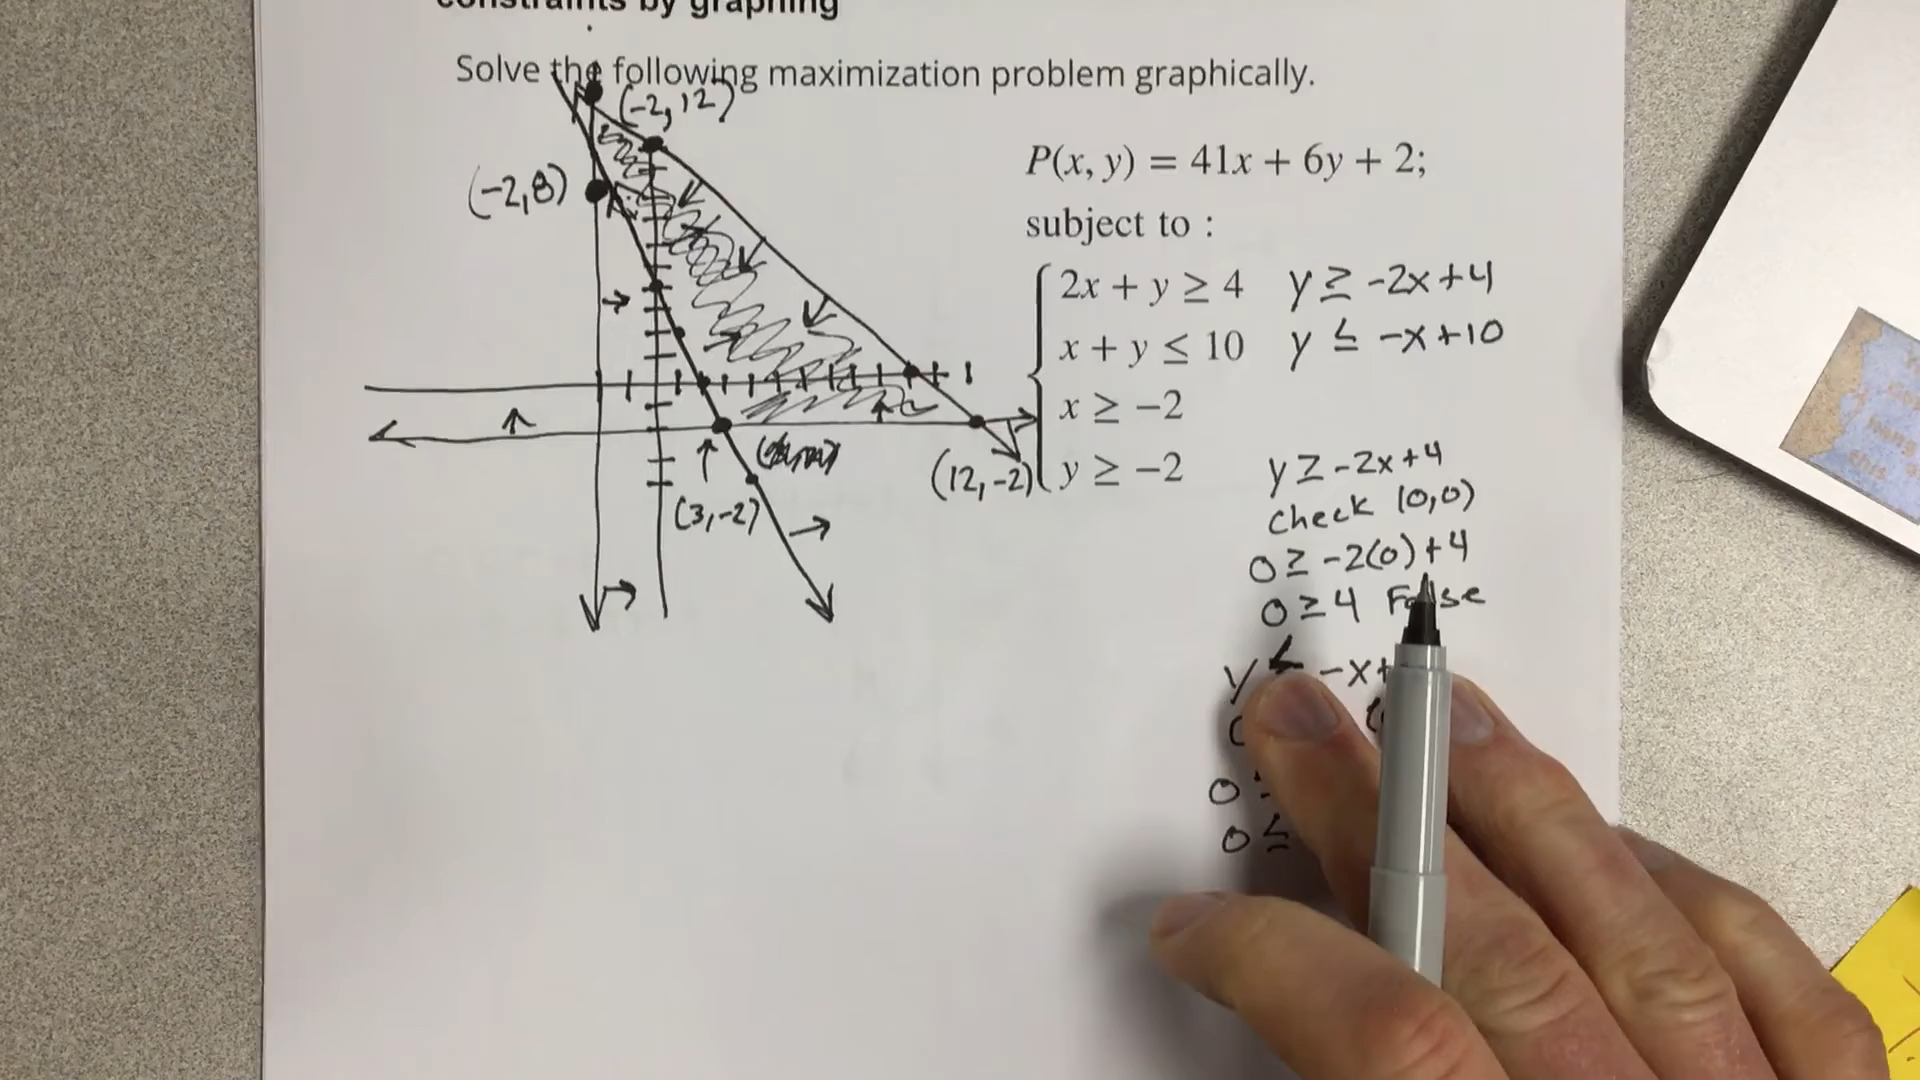 constraints by graphing
Solve the following maximization problem graphically.
(-2,12)
P(x, y) = 41x + 6y + 2;
(-2,8)
subject to :
2x + y ≥ 4 y ≥ -2x+4
x + y ≤ 10 y ≤ -x+10
x ≥ −2
y ≥ −2
(12,-2)
(3,-2)
y ≥ -2x+4
Check (0,0)
0 ≥ -2(0)+4
0 ≥ 4 False
y ≤ -x+
0
0 ≤